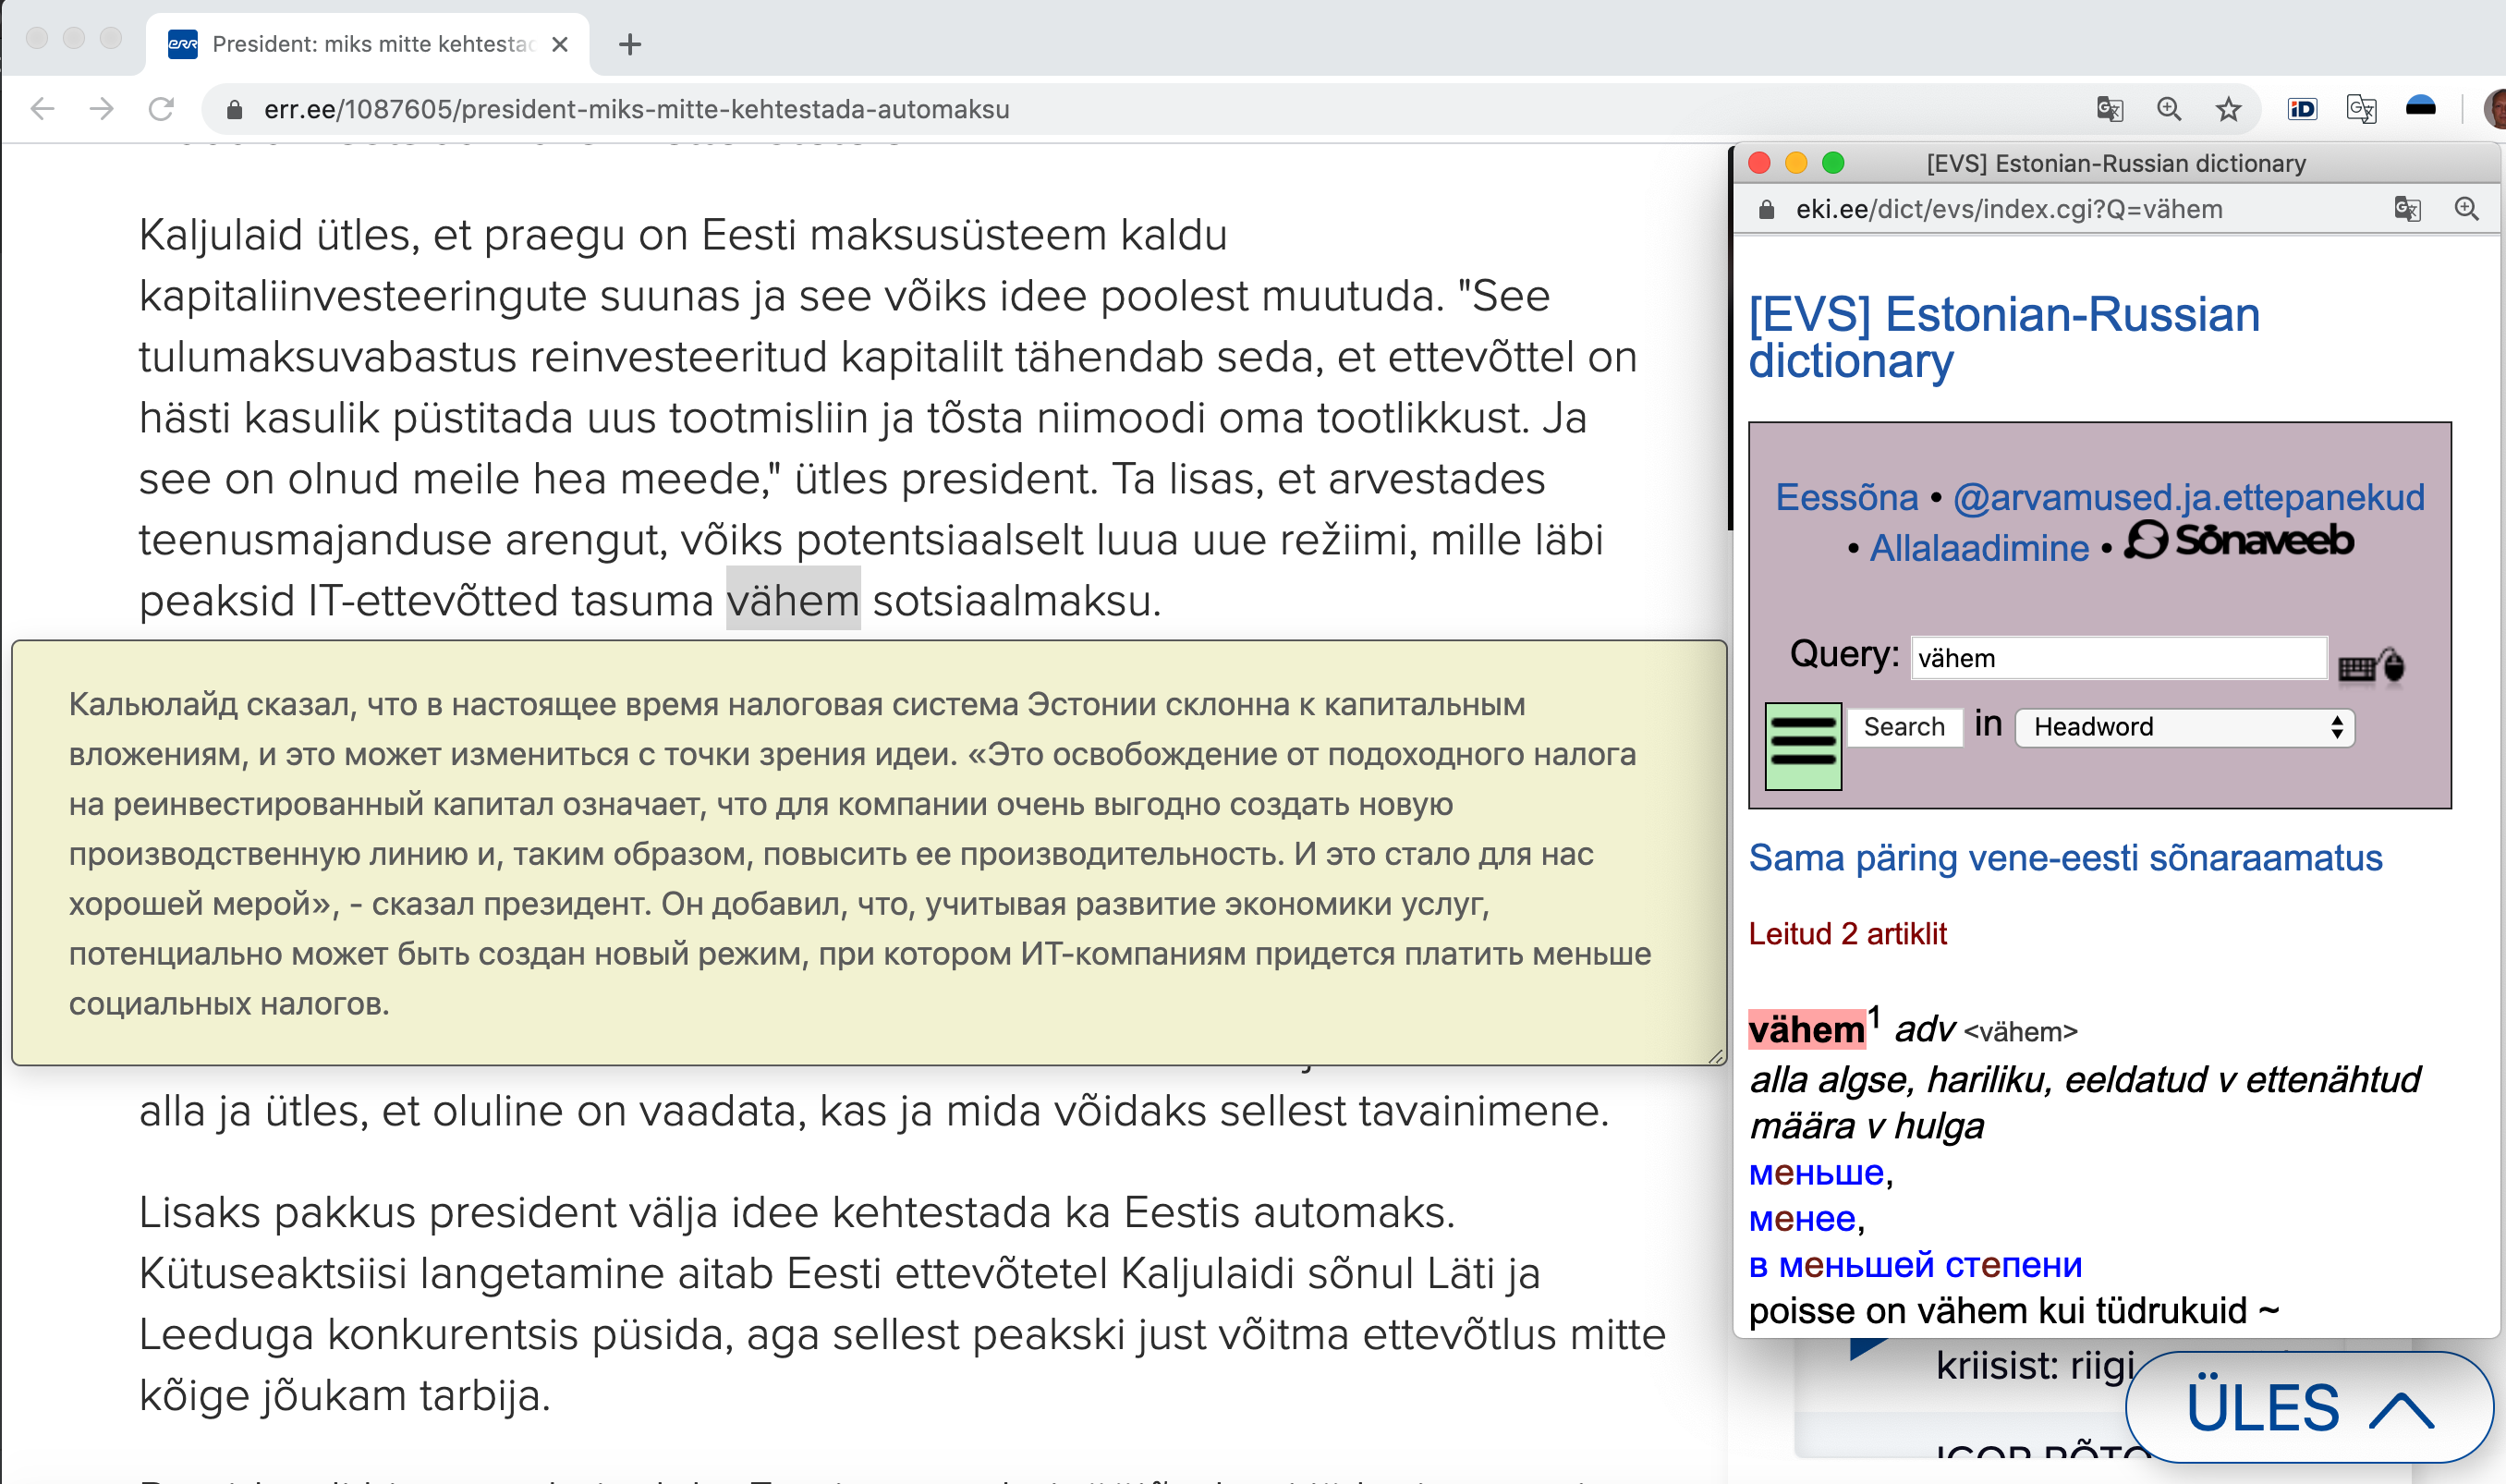 President: miks mitte kehtestad
err.ee/1087605/president-miks-mitte-kehtestada-automaksu
Kaljulaid ütles, et praegu on Eesti maksusüsteem kaldu
kapitaliinvesteeringute suunas ja see võiks idee poolest muutuda. "See
tulumaksuvabastus reinvesteeritud kapitalilt tähendab seda, et ettevõttel on
hästi kasulik püstitada uus tootmisliin ja tõsta niimoodi oma tootlikkust. Ja
see on olnud meile hea meede," ütles president. Ta lisas, et arvestades
teenusmajanduse arengut, võiks potentsiaalselt luua uue režiimi, mille läbi
peaksid IT-ettevõtted tasuma vähem sotsiaalmaksu.
Кальюлайд сказал, что в настоящее время налоговая система Эстонии склонна к капитальным
вложениям, и это может измениться с точки зрения идеи. «Это освобождение от подоходного налога
на реинвестированный капитал означает, что для компании очень выгодно создать новую
производственную линию и, таким образом, повысить ее производительность. И это стало для нас
хорошей мерой», - сказал президент. Он добавил, что, учитывая развитие экономики услуг,
потенциально может быть создан новый режим, при котором ИТ-компаниям придется платить меньше
социальных налогов.
alla ja ütles, et oluline on vaadata, kas ja mida võidaks sellest tavainimene.
Lisaks pakkus president välja idee kehtestada ka Eestis automaks.
Kütuseaktsiisi langetamine aitab Eesti ettevõtetel Kaljulaidi sõnul Läti ja
Leeduga konkurentsis püsida, aga sellest peakski just võitma ettevõtlus mitte
kõige jõukam tarbija.
[EVS] Estonian-Russian dictionary
eki.ee/dict/evs/index.cgi?Q=vähem
[EVS] Estonian-Russian
dictionary
Eessõna • @arvamused.ja.ettepanekud
• Allalaadimine • Sõnaveeb
Query: vähem
Search in Headword
Sama päring vene-eesti sõnaraamatus
Leitud 2 artiklit
vähem¹ adv <vähem>
alla algse, hariliku, eeldatud v ettenähtud
määra v hulga
меньше,
менее,
в меньшей степени
poisse on vähem kui tüdrukuid ~
kriisist: riigi
ÜLES